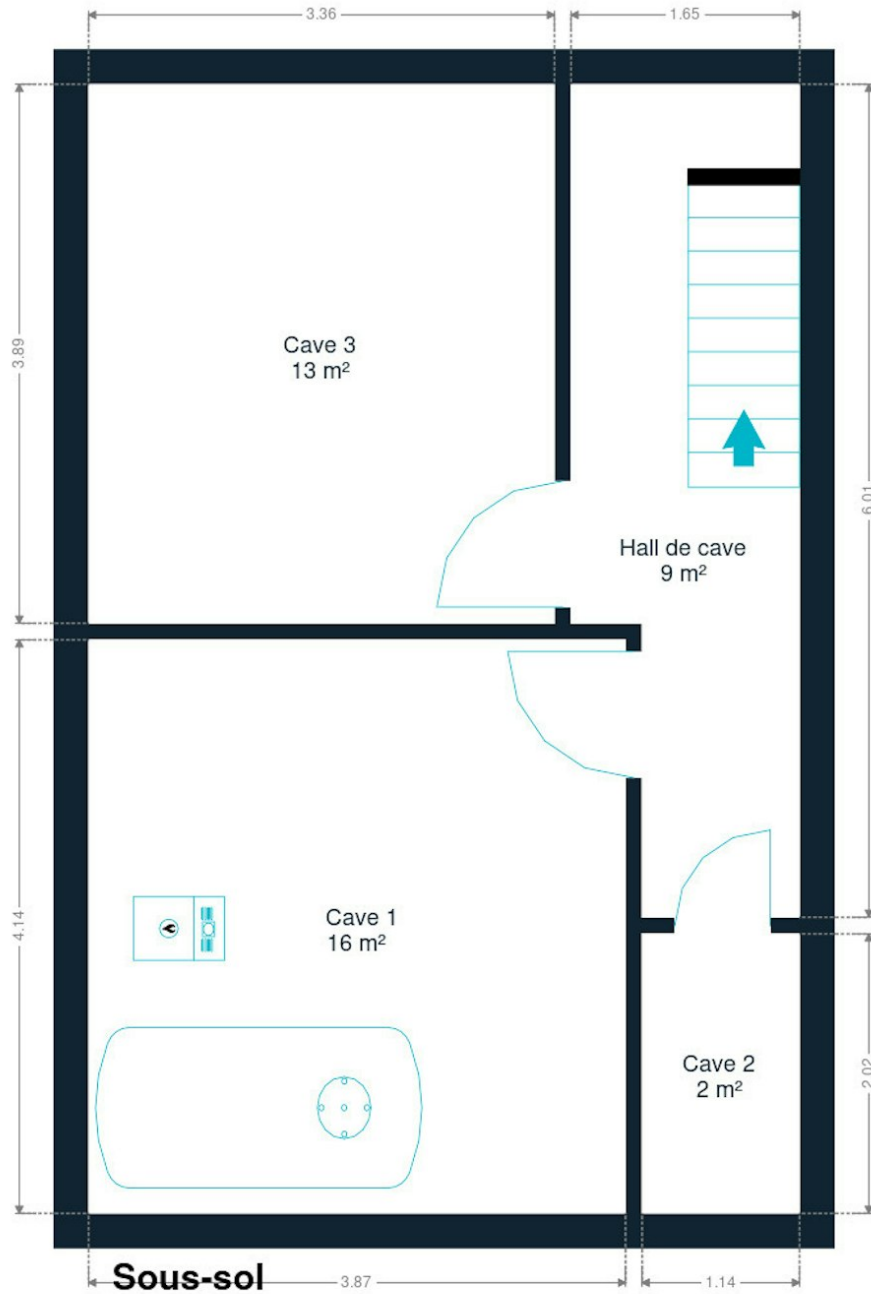 3.36
1.65
3.89
Cave 3
13 m²
6.01
Hall de cave
9 m²
4.14
Cave 1
16 m²
Cave 2
2 m²
2.02
Sous-sol
3.87
1.14